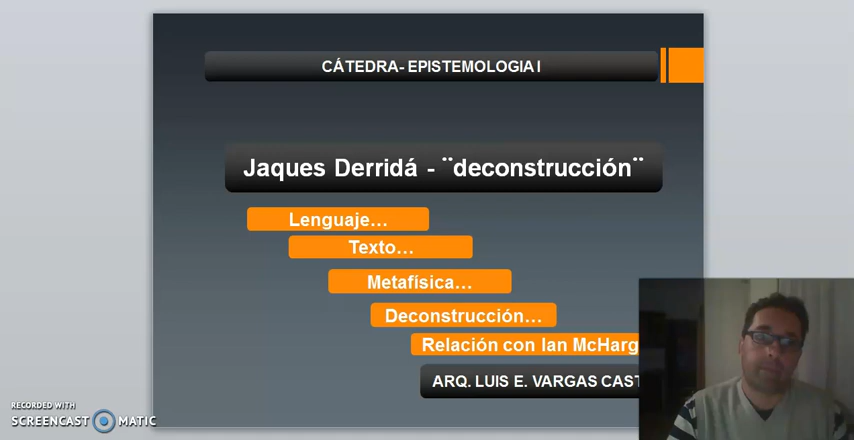 CÁTEDRA- EPISTEMOLOGIA I
Jaques Derridá - ¨deconstrucción¨
Lenguaje…
Texto…
Metafísica…
Deconstrucción…
Relación con Ian McHarg
ARQ. LUIS E. VARGAS CAST
RECORDED WITH
SCREENCAST MATIC